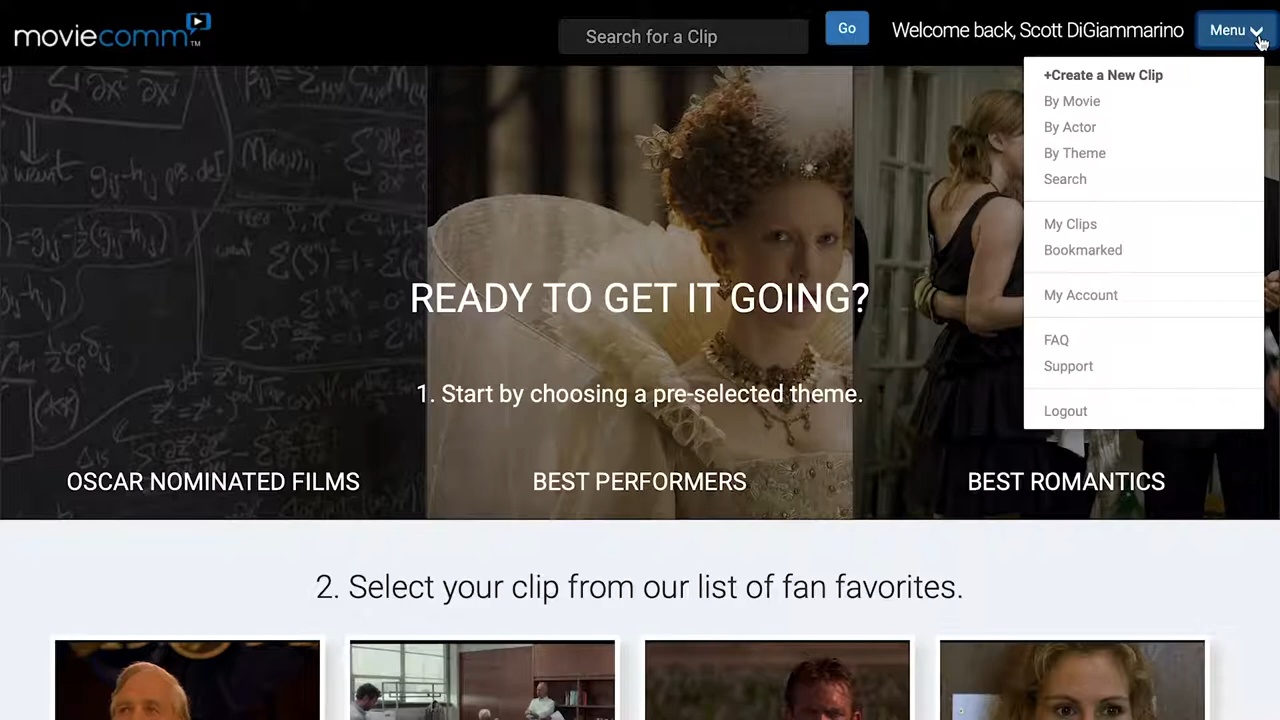 moviecomm™
Search for a Clip
Go
Welcome back, Scott DiGiammarino
Menu
+Create a New Clip
By Movie
By Actor
By Theme
Search
My Clips
Bookmarked
My Account
FAQ
Support
Logout
READY TO GET IT GOING?
1. Start by choosing a pre-selected theme.
OSCAR NOMINATED FILMS
BEST PERFORMERS
BEST ROMANTICS
2. Select your clip from our list of fan favorites.